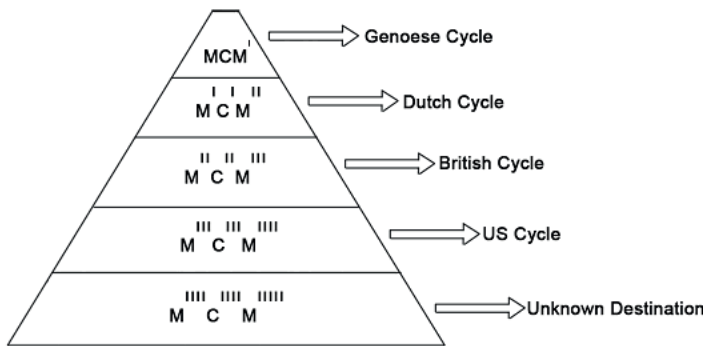 MCM' Genoese Cycle
M' C' M'' Dutch Cycle
M'' C'' M''' British Cycle
M''' C''' M'''' US Cycle
M'''' C'''' M''''' Unknown Destination